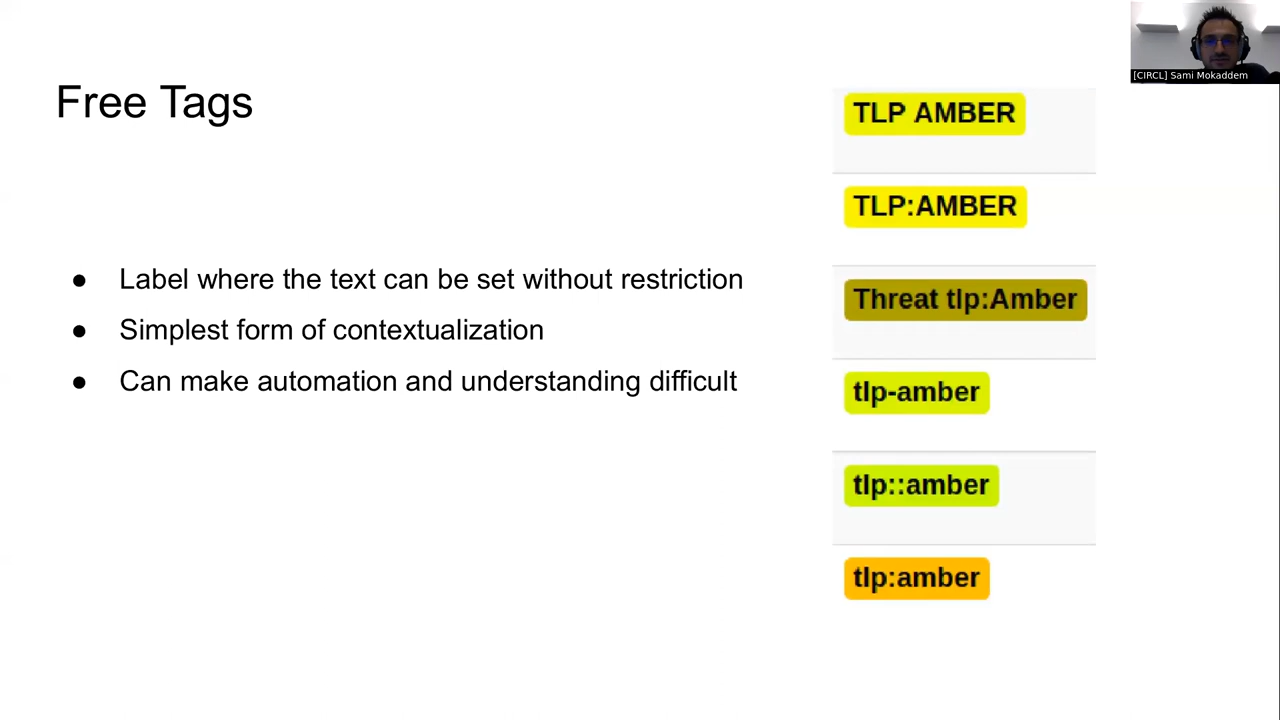 [CIRCL] Sami Mokaddem
Free Tags
● Label where the text can be set without restriction
● Simplest form of contextualization
● Can make automation and understanding difficult
TLP AMBER
TLP:AMBER
Threat tlp:Amber
tlp-amber
tlp::amber
tlp:amber